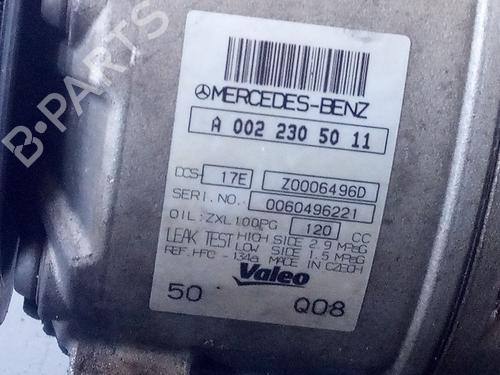 B-PARTS
MERCEDES-BENZ
A 002 230 50 11
DCS- 17E Z0006496D
SERI.NO. 0060496221
OIL:ZXL100PG 120 CC
LEAK TEST HIGH SIDE 2.9 MPaG
LOW SIDE 1.5 MPaG
REF.HFC-134a MADE IN CZECH
Valeo
50 Q08